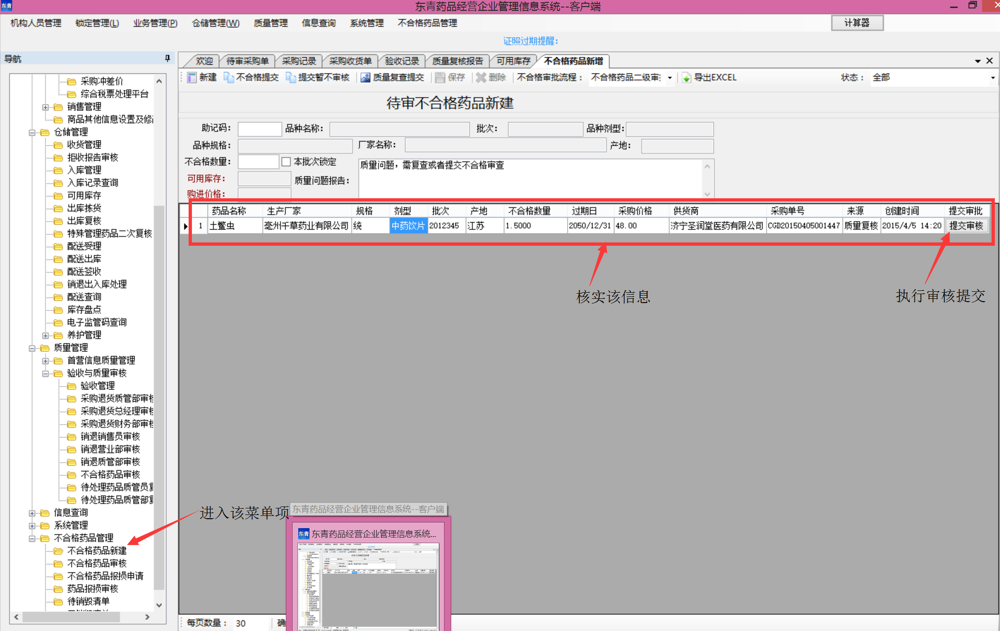 东青 东青药品经营企业管理信息系统--客户端
机构人员管理 锁定管理(L) 业务管理(P) 仓储管理(W) 质量管理 信息查询 系统管理 不合格药品管理 计算器
证照过期提醒：
导航
采购冲差价
综合税票处理平台
销售管理
商品其他信息设置及修
仓储管理
收货管理
拒收报告审核
入库管理
入库记录查询
可用库存
出库拣货
出库复核
特殊管理药品二次复核
配送受理
配送出库
配送签收
销退出入库处理
配送查询
库存盘点
电子监管码查询
养护管理
质量管理
首营信息质量管理
验收与质量审核
验收管理
采购退货质管部审核
采购退货总经理审核
采购退货财务部审核
销退销售员审核
销退营业部审核
销退质管部审核
不合格药品审核
待处理药品质管员复
待处理药品质管部复
信息查询
系统管理
不合格药品管理
不合格药品新建
不合格药品审核
不合格药品报损申请
药品报损审核
待销毁清单
欢迎 待审采购单 采购记录 采购收货单 验收记录 质量复核报告 可用库存 不合格药品新增
新建 不合格提交 提交暂不审核 质量复查提交 保存 删除 不合格审批流程： 不合格药品二级审 导出EXCEL 状态： 全部
待审不合格药品新建
助记码： 品种名称： 批次： 品种剂型：
品种规格： 厂家名称： 产地：
不合格数量： 本批次锁定 质量问题，需复查或者提交不合格审查
可用库存： 质量问题报告：
购进价格：
药品名称 生产厂家 规格 剂型 批次 产地 不合格数量 过期日 采购价格 供货商 采购单号 来源 创建时间 提交审批
1 土鳖虫 亳州千草药业有限公司 统 中药饮片 2012345 江苏 1.5000 2050/12/31 48.00 济宁圣润堂医药有限公司 CGD20150405001447 质量复核 2015/4/5 14:20 提交审核
核实该信息 执行审核提交
进入该菜单项
东青药品经营企业管理信息系统--客户端
东青 东青药品经营企业管理信息系统...
每页数量： 30 确